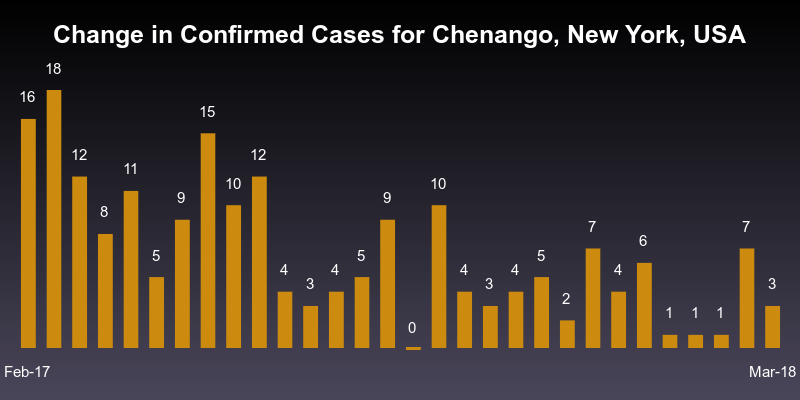 Change in Confirmed Cases for Chenango, New York, USA
16 18 12 8 11 5 9 15 10 12 4 3 4 5 9 0 10 4 3 4 5 2 7 4 6 1 1 1 7 3
Feb-17 Mar-18